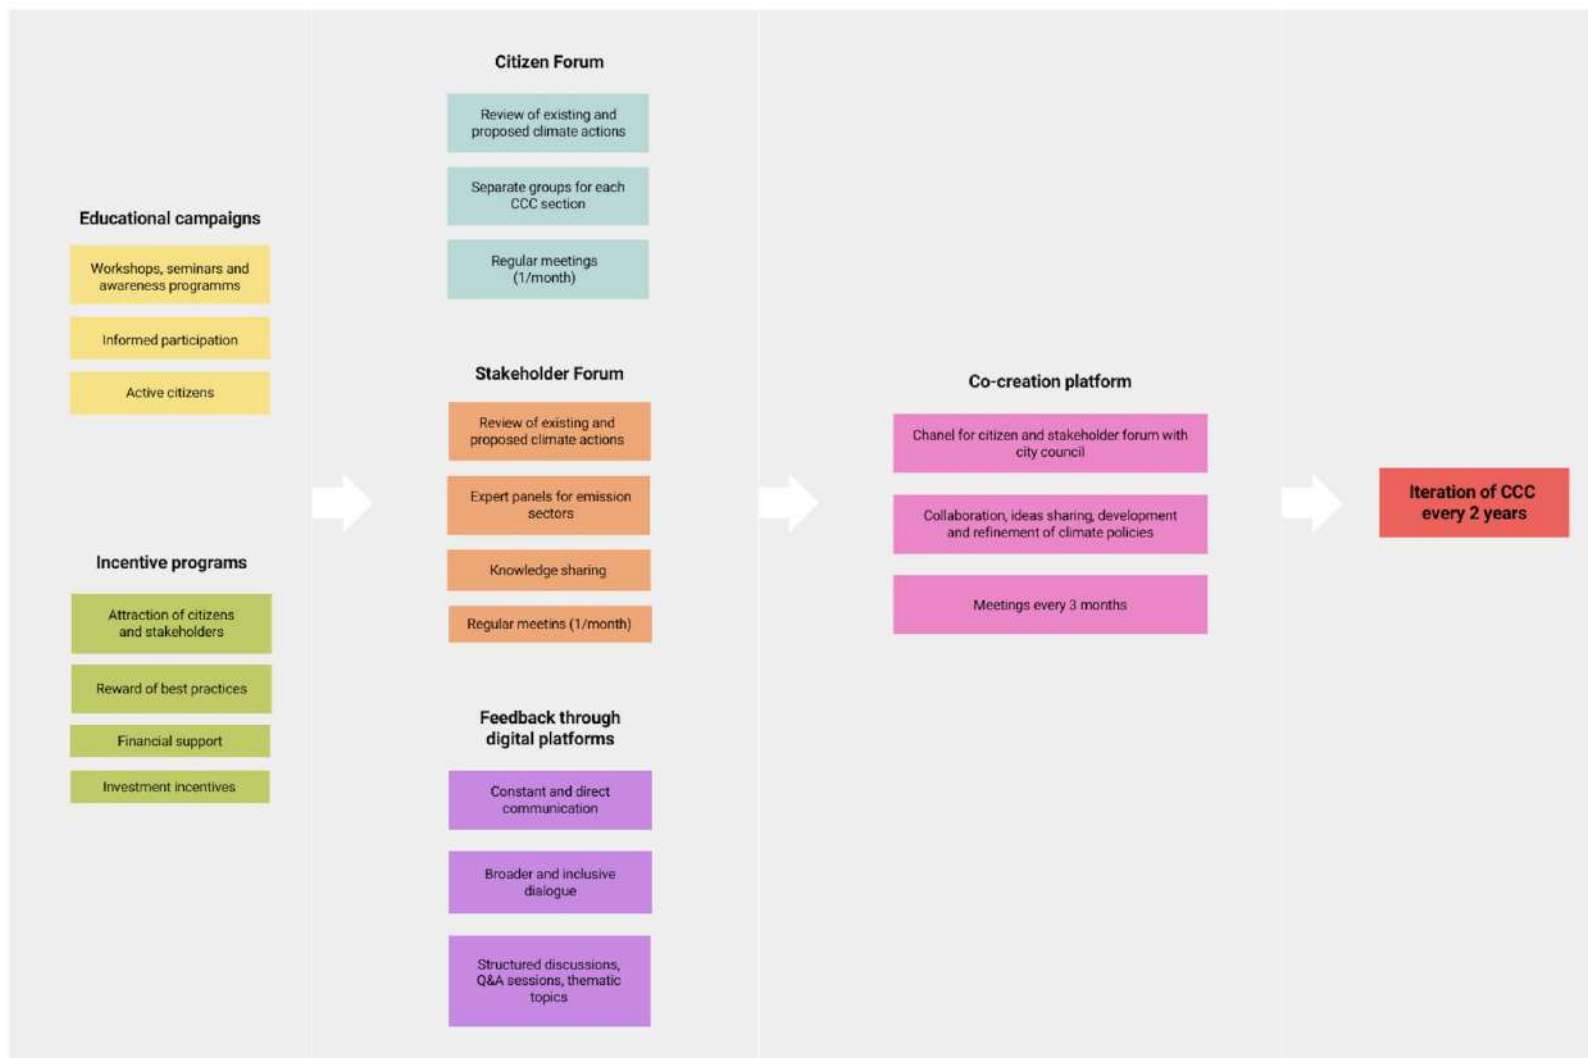 Educational campaigns
Workshops, seminars and
awareness programms
Informed participation
Active citizens
Incentive programs
Attraction of citizens
and stakeholders
Reward of best practices
Financial support
Investment incentives
Citizen Forum
Review of existing and
proposed climate actions
Separate groups for each
CCC section
Regular meetings
(1/month)
Stakeholder Forum
Review of existing and
proposed climate actions
Expert panels for emission
sectors
Knowledge sharing
Regular meetins (1/month)
Feedback through
digital platforms
Constant and direct
communication
Broader and inclusive
dialogue
Structured discussions,
Q&A sessions, thematic
topics
Co-creation platform
Chanel for citizen and stakeholder forum with
city council
Collaboration, ideas sharing, development
and refinement of climate policies
Meetings every 3 months
Iteration of CCC
every 2 years